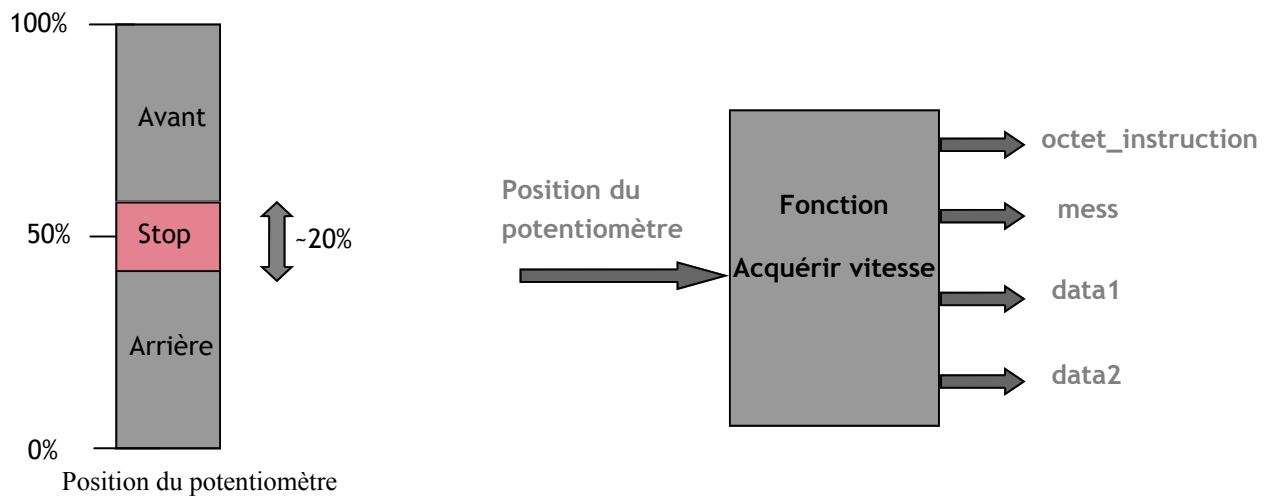 100%
Avant
50%
Stop
~20%
Arrière
0%
Position du potentiomètre
Position du
potentiomètre
Fonction
Acquérir vitesse
octet_instruction
mess
data1
data2